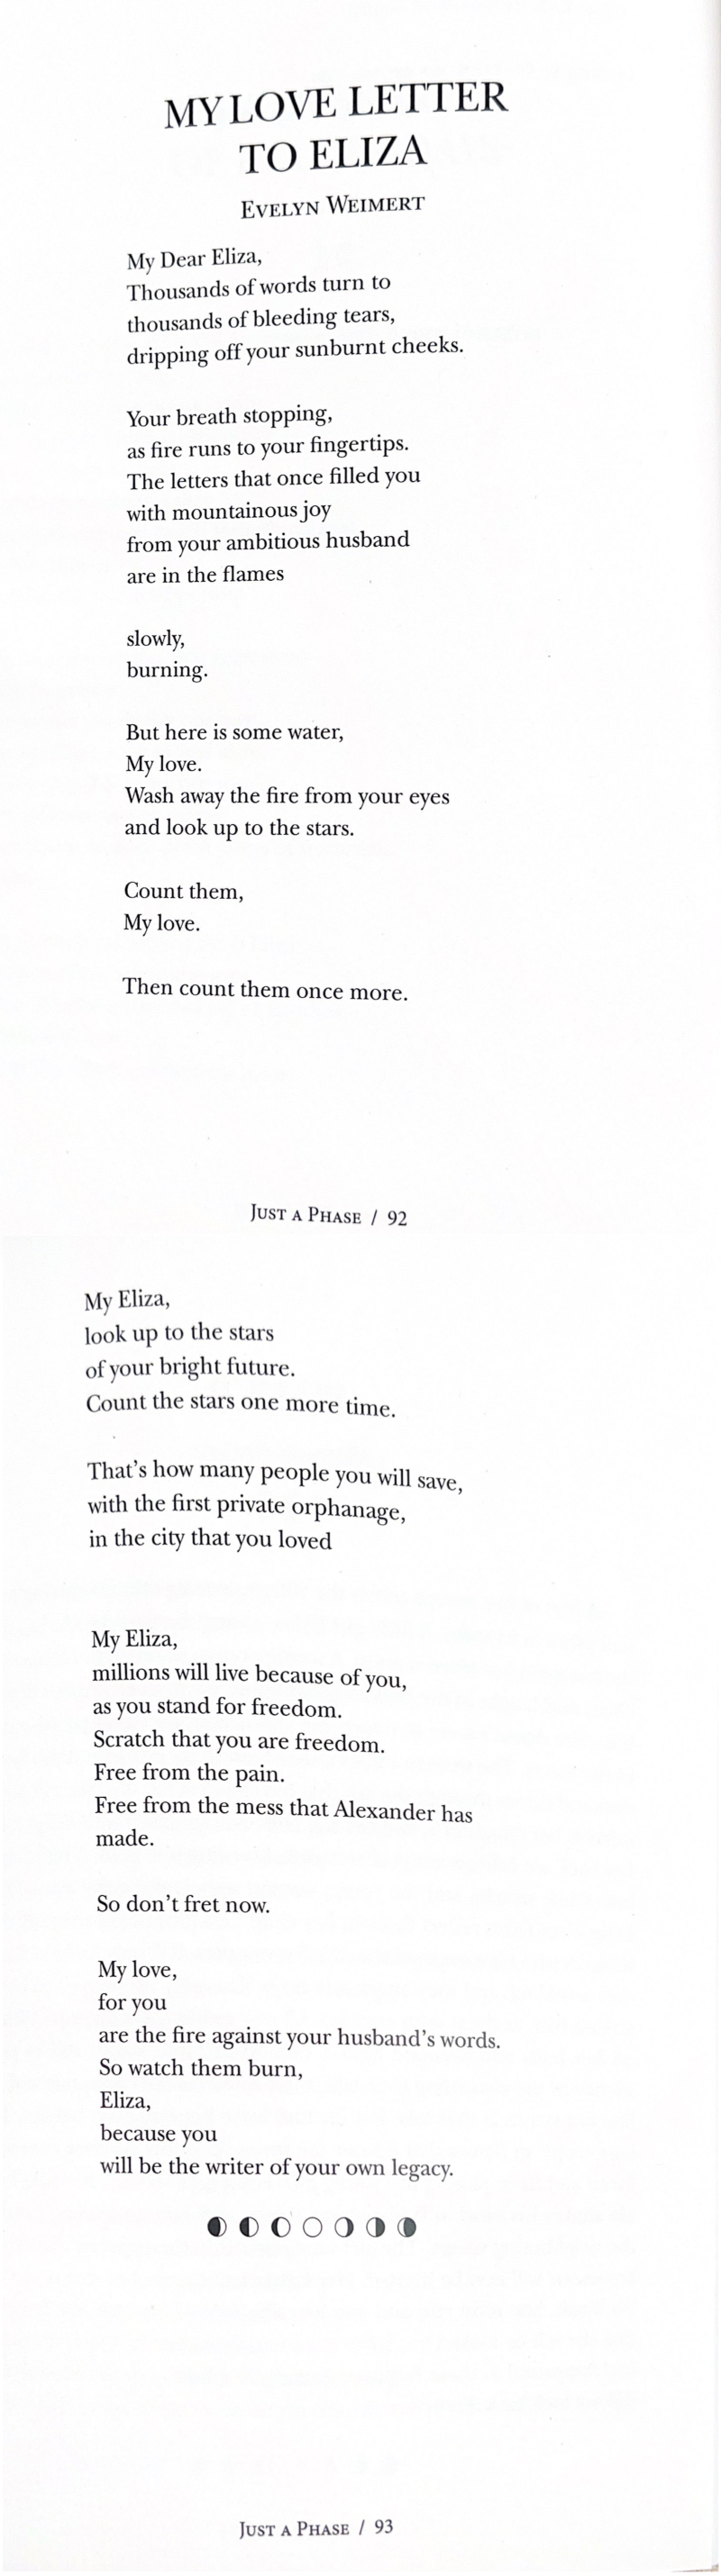 MY LOVE LETTER
TO ELIZA
EVELYN WEIMERT
My Dear Eliza,
Thousands of words turn to
thousands of bleeding tears,
dripping off your sunburnt cheeks.
Your breath stopping,
as fire runs to your fingertips.
The letters that once filled you
with mountainous joy
from your ambitious husband
are in the flames
slowly,
burning.
But here is some water,
My love.
Wash away the fire from your eyes
and look up to the stars.
Count them,
My love.
Then count them once more.
JUST A PHASE / 92
My Eliza,
look up to the stars
of your bright future.
Count the stars one more time.
That's how many people you will save,
with the first private orphanage,
in the city that you loved
My Eliza,
millions will live because of you,
as you stand for freedom.
Scratch that you are freedom.
Free from the pain.
Free from the mess that Alexander has
made.
So don't fret now.
My love,
for you
are the fire against your husband's words.
So watch them burn,
Eliza,
because you
will be the writer of your own legacy.
JUST A PHASE / 93